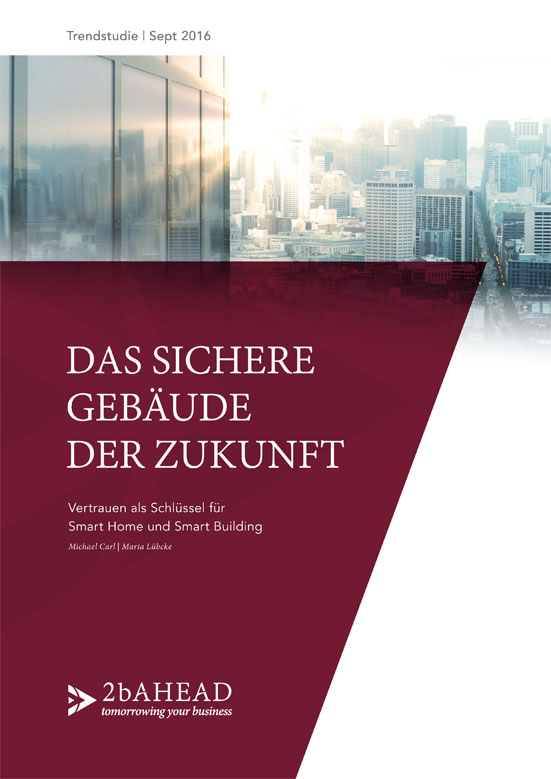 Trendstudie | Sept 2016
DAS SICHERE
GEBÄUDE
DER ZUKUNFT
Vertrauen als Schlüssel für
Smart Home und Smart Building
Michael Carl | Maria Lübcke
2bAHEAD
tomorrowing your business